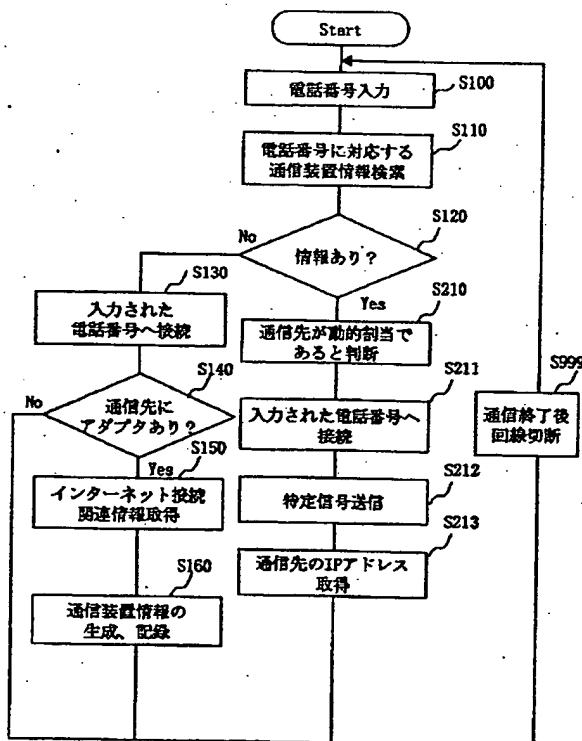 Start
電話番号入力
S100
電話番号に対応する
通信装置情報検索
S110
情報あり?
S120
No
Yes
入力された
電話番号へ接続
S130
通信先が動的割当で
あると判断
S210
通信先に
アダプタあり?
S140
No
Yes
入力された電話番号へ
接続
S211
通信終了後
回線切断
S999
インターネット接続
関連情報取得
S150
特定信号送信
S212
通信先のIPアドレス
取得
S213
通信装置情報の
生成、記録
S160